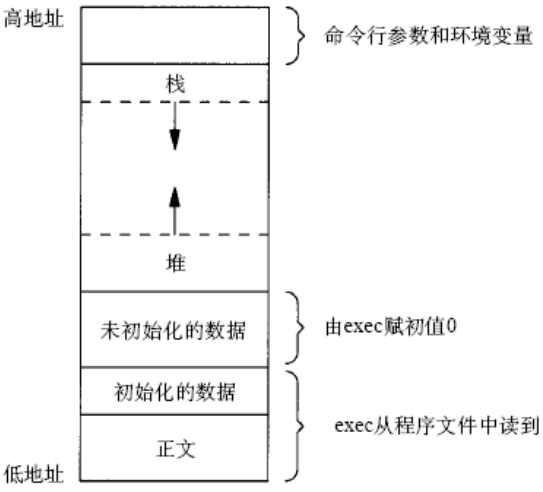 高地址
命令行参数和环境变量
栈
堆
未初始化的数据
由exec赋初值0
初始化的数据
exec从程序文件中读到
正文
低地址